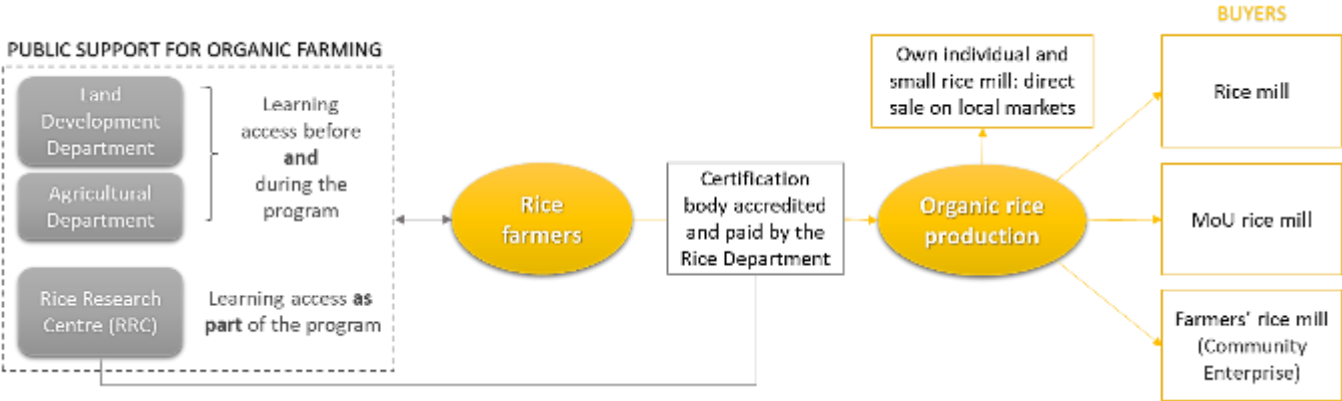 PUBLIC SUPPORT FOR ORGANIC FARMING
Land
Development
Department
Agricultural
Department
Learning
access before
and
during the
program
Rice Research
Centre (RRC)
Learning access as
part of the program
Rice
farmers
Certification
body accredited
and paid by the
Rice Department
Own individual and
small rice mill: direct
sale on local markets
Organic rice
production
BUYERS
Rice mill
MoU rice mill
Farmers' rice mill
(Community
Enterprise)